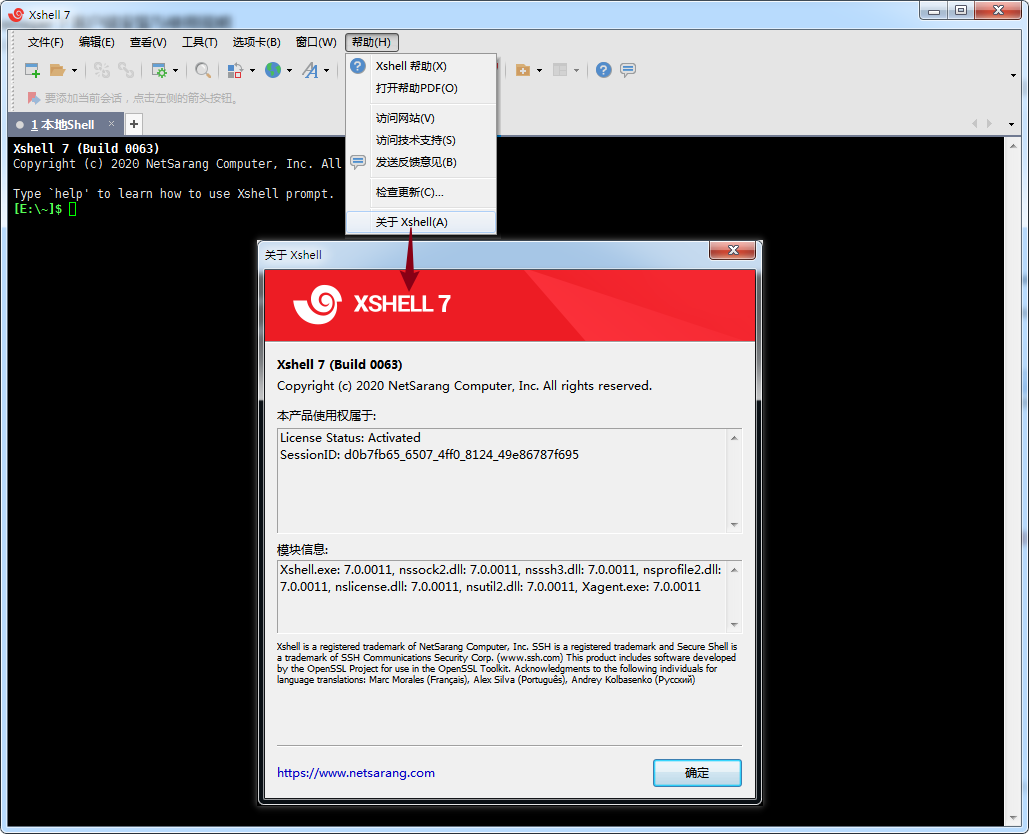 Xshell 7
文件(F) 编辑(E) 查看(V) 工具(T) 选项卡(B) 窗口(W) 帮助(H)
要添加当前会话，点击左侧的箭头按钮。
1 本地Shell × +
Xshell 帮助(X)
打开帮助PDF(O)
访问网站(V)
访问技术支持(S)
发送反馈意见(B)
检查更新(C)...
关于 Xshell(A)
Xshell 7 (Build 0063)
Copyright (c) 2020 NetSarang Computer, Inc. All
Type `help' to learn how to use Xshell prompt.
[E:\~]$
关于 Xshell
XSHELL 7
Xshell 7 (Build 0063)
Copyright (c) 2020 NetSarang Computer, Inc. All rights reserved.
本产品使用权属于:
License Status: Activated
SessionID: d0b7fb65_6507_4ff0_8124_49e86787f695
模块信息:
Xshell.exe: 7.0.0011, nssock2.dll: 7.0.0011, nsssh3.dll: 7.0.0011, nsprofile2.dll:
7.0.0011, nslicense.dll: 7.0.0011, nsutil2.dll: 7.0.0011, Xagent.exe: 7.0.0011
Xshell is a registered trademark of NetSarang Computer, Inc. SSH is a registered trademark and Secure Shell is
a trademark of SSH Communications Security Corp. (www.ssh.com) This product includes software developed
by the OpenSSL Project for use in the OpenSSL Toolkit. Acknowledgments to the following individuals for
language translations: Marc Morales (Français), Alex Silva (Português), Andrey Kolbasenko (Русский)
https://www.netsarang.com
确定